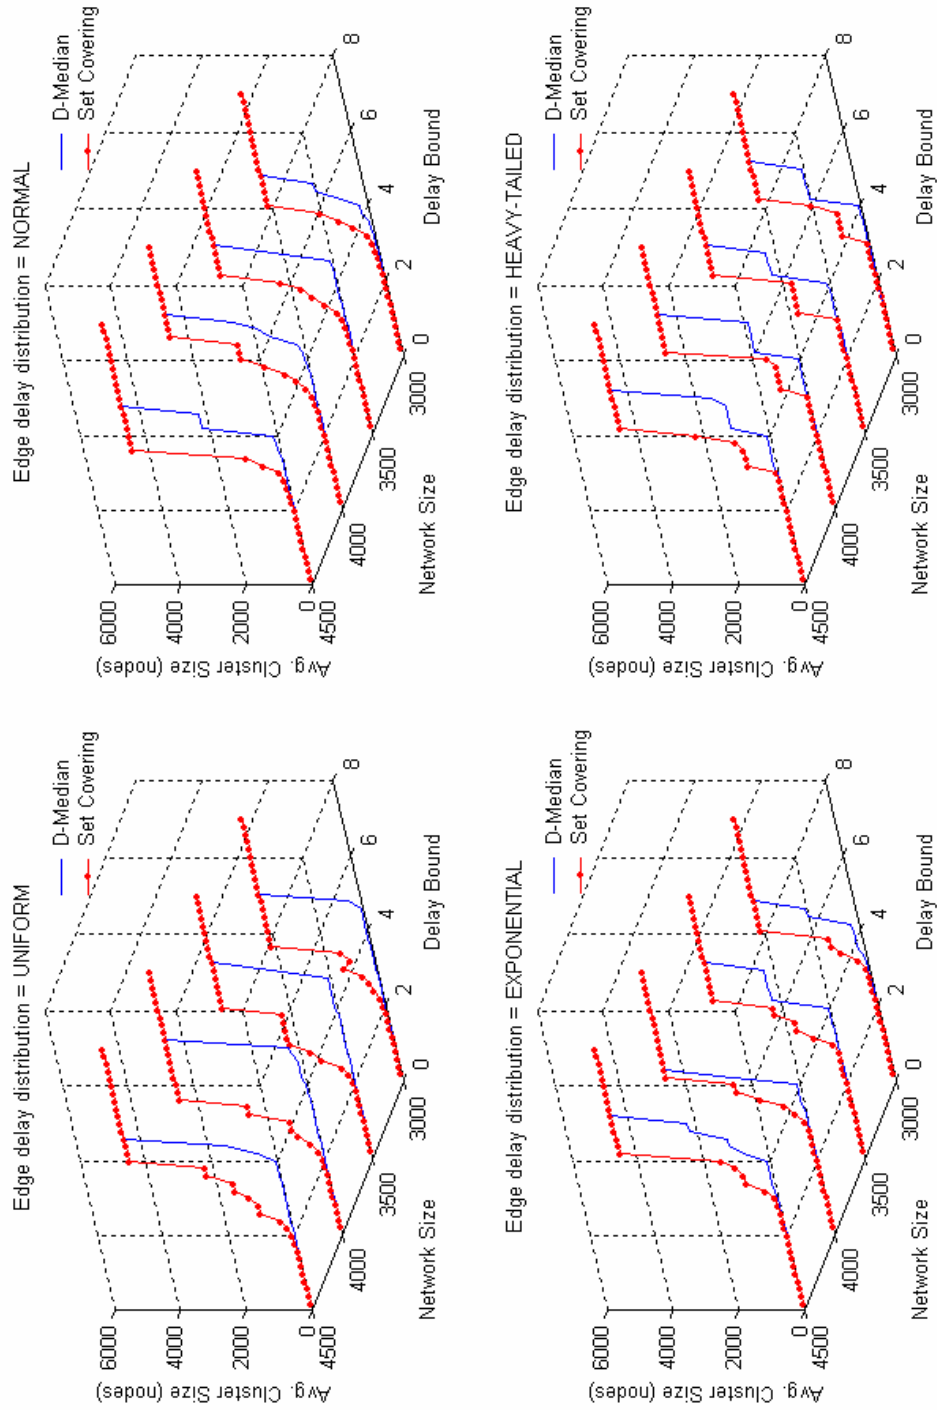 Edge delay distribution = UNIFORM
D-Median
Set Covering
Avg. Cluster Size (nodes)
6000
4000
2000
0
4500
4000
3500
3000
Network Size
0
2
4
6
8
Delay Bound
Edge delay distribution = NORMAL
D-Median
Set Covering
Avg. Cluster Size (nodes)
6000
4000
2000
0
4500
4000
3500
3000
Network Size
0
2
4
6
8
Delay Bound
Edge delay distribution = EXPONENTIAL
D-Median
Set Covering
Avg. Cluster Size (nodes)
6000
4000
2000
0
4500
4000
3500
3000
Network Size
0
2
4
6
8
Delay Bound
Edge delay distribution = HEAVY-TAILED
D-Median
Set Covering
Avg. Cluster Size (nodes)
6000
4000
2000
0
4500
4000
3500
3000
Network Size
0
2
4
6
8
Delay Bound